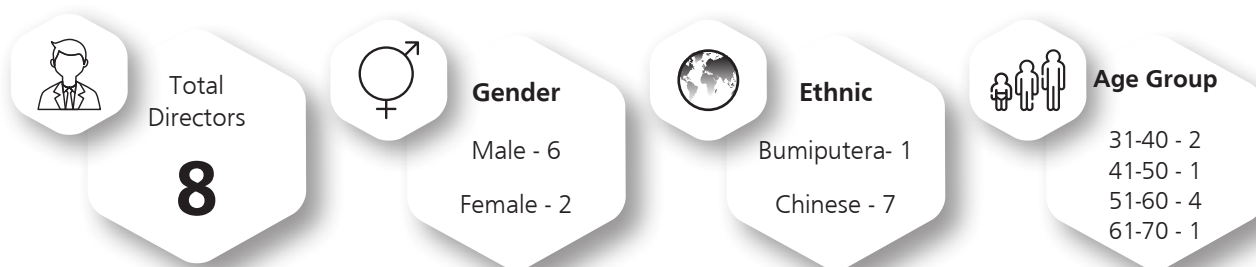 Total
Directors
8
Gender
Male - 6
Female - 2
Ethnic
Bumiputera- 1
Chinese - 7
Age Group
31-40 - 2
41-50 - 1
51-60 - 4
61-70 - 1